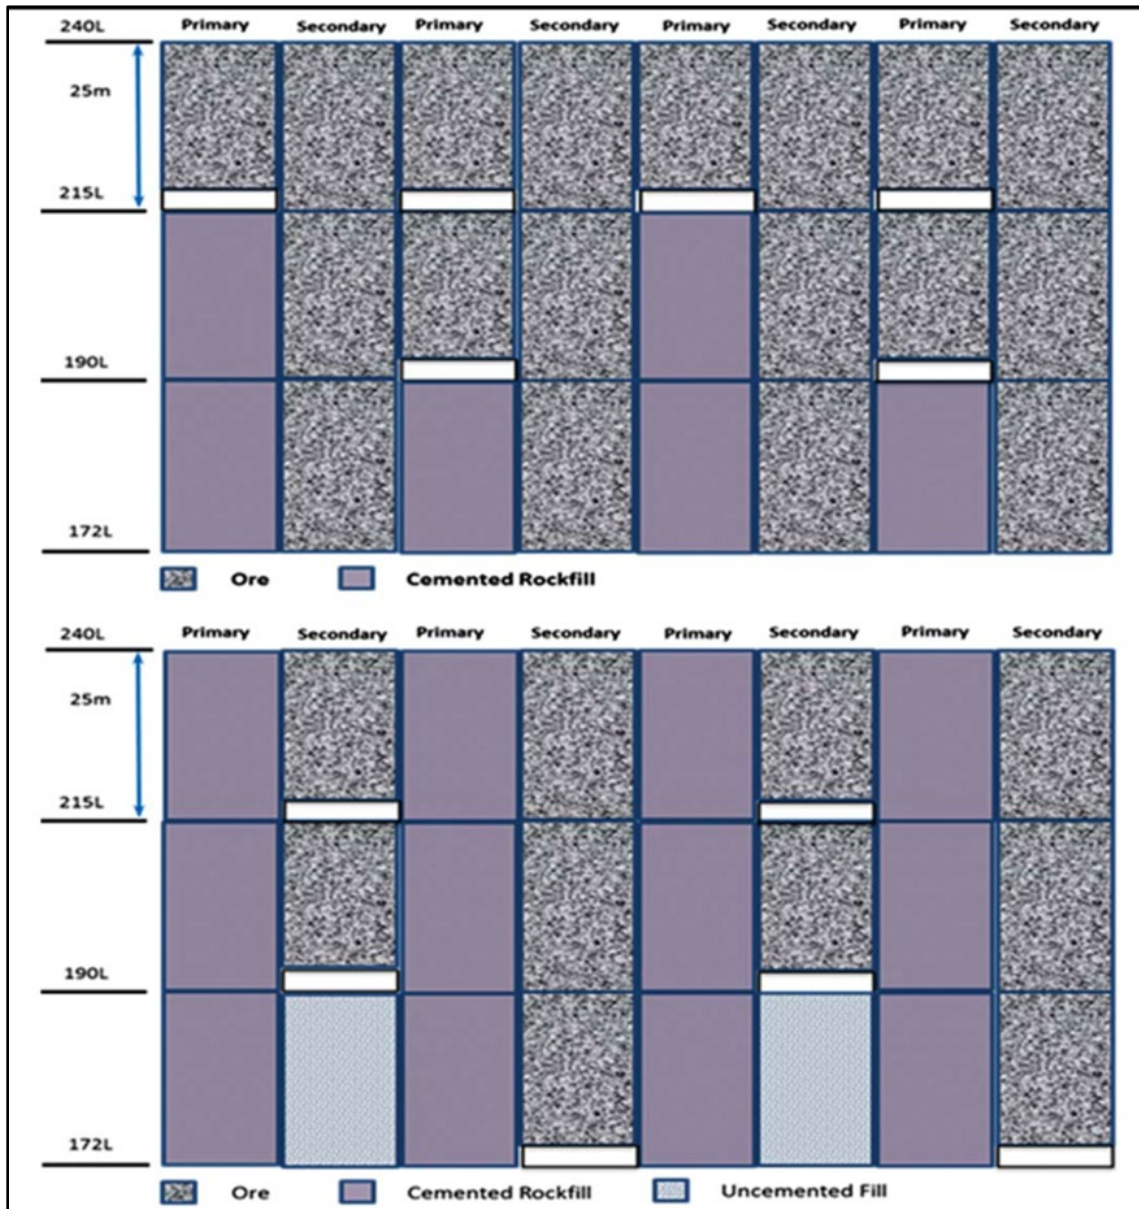 240L Primary Secondary Primary Secondary Primary Secondary Primary Secondary
25m
215L
190L
172L
Ore Cemented Rockfill
240L Primary Secondary Primary Secondary Primary Secondary Primary Secondary
25m
215L
190L
172L
Ore Cemented Rockfill Uncemented Fill